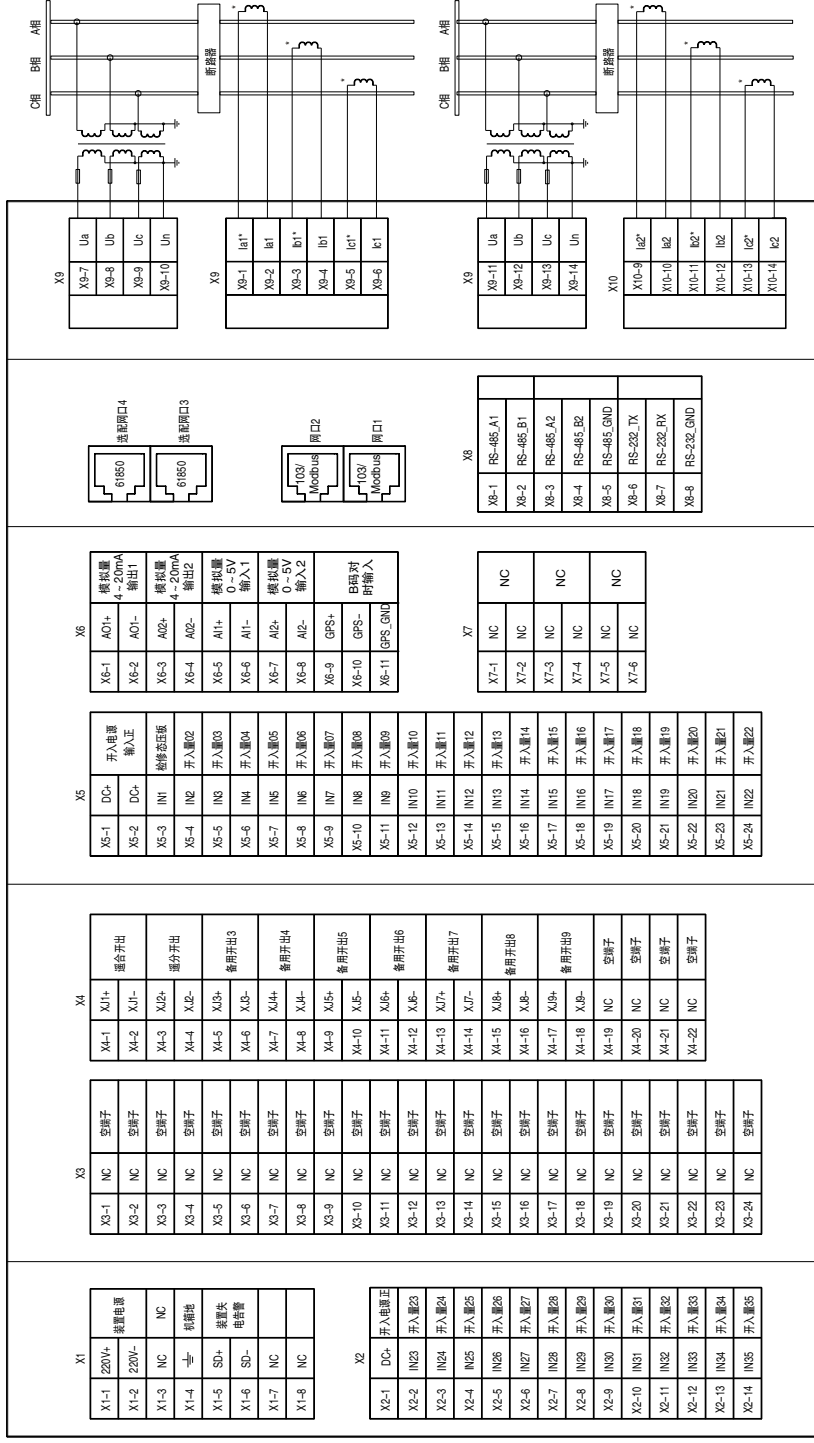 X1
X1-1 220V+ 装置电源
X1-2 220V-
X1-3 NC NC
X1-4 机箱地
X1-5 SD+ 装置失
X1-6 SD- 电告警
X1-7 NC
X1-8 NC
X2
X2-1 DC+ 开入电源正
X2-2 IN23 开入量23
X2-3 IN24 开入量24
X2-4 IN25 开入量25
X2-5 IN26 开入量26
X2-6 IN27 开入量27
X2-7 IN28 开入量28
X2-8 IN29 开入量29
X2-9 IN30 开入量30
X2-10 IN31 开入量31
X2-11 IN32 开入量32
X2-12 IN33 开入量33
X2-13 IN34 开入量34
X2-14 IN35 开入量35
X3
X3-1 NC 空端子
X3-2 NC 空端子
X3-3 NC 空端子
X3-4 NC 空端子
X3-5 NC 空端子
X3-6 NC 空端子
X3-7 NC 空端子
X3-8 NC 空端子
X3-9 NC 空端子
X3-10 NC 空端子
X3-11 NC 空端子
X3-12 NC 空端子
X3-13 NC 空端子
X3-14 NC 空端子
X3-15 NC 空端子
X3-16 NC 空端子
X3-17 NC 空端子
X3-18 NC 空端子
X3-19 NC 空端子
X3-20 NC 空端子
X3-21 NC 空端子
X3-22 NC 空端子
X3-23 NC 空端子
X3-24 NC 空端子
X4
X4-1 XJ1+ 遥合开出
X4-2 XJ1-
X4-3 XJ2+ 遥分开出
X4-4 XJ2-
X4-5 XJ3+ 备用开出3
X4-6 XJ3-
X4-7 XJ4+ 备用开出4
X4-8 XJ4-
X4-9 XJ5+ 备用开出5
X4-10 XJ5-
X4-11 XJ6+ 备用开出6
X4-12 XJ6-
X4-13 XJ7+ 备用开出7
X4-14 XJ7-
X4-15 XJ8+ 备用开出8
X4-16 XJ8-
X4-17 XJ9+ 备用开出9
X4-18 XJ9-
X4-19 NC 空端子
X4-20 NC 空端子
X4-21 NC 空端子
X4-22 NC 空端子
X5
X5-1 DC+ 开入电源
X5-2 DC+ 输入正
X5-3 IN1 检修态压板
X5-4 IN2 开入量02
X5-5 IN3 开入量03
X5-6 IN4 开入量04
X5-7 IN5 开入量05
X5-8 IN6 开入量06
X5-9 IN7 开入量07
X5-10 IN8 开入量08
X5-11 IN9 开入量09
X5-12 IN10 开入量10
X5-13 IN11 开入量11
X5-14 IN12 开入量12
X5-15 IN13 开入量13
X5-16 IN14 开入量14
X5-17 IN15 开入量15
X5-18 IN16 开入量16
X5-19 IN17 开入量17
X5-20 IN18 开入量18
X5-21 IN19 开入量19
X5-22 IN20 开入量20
X5-23 IN21 开入量21
X5-24 IN22 开入量22
X6
模拟量
X6-1 AO1+ 4～20mA
X6-2 AO1- 输出1
模拟量
X6-3 AO2+ 4～20mA
X6-4 AO2- 输出2
模拟量
X6-5 AI1+ 0～5V
X6-6 AI1- 输入1
模拟量
X6-7 AI2+ 0～5V
X6-8 AI2- 输入2
X6-9 GPS+ B码对
X6-10 GPS- 时输入
X6-11 GPS_GND
X7
X7-1 NC NC
X7-2 NC
X7-3 NC NC
X7-4 NC
X7-5 NC NC
X7-6 NC
61850 选配网口4
61850 选配网口3
103/
Modbus 网口2
103/
Modbus 网口1
X8
X8-1 RS-485_A1
X8-2 RS-485_B1
X8-3 RS-485_A2
X8-4 RS-485_B2
X8-5 RS-485_GND
X8-6 RS-232_TX
X8-7 RS-232_RX
X8-8 RS-232_GND
X9
X9-7 Ua
X9-8 Ub
X9-9 Uc
X9-10 Un
X9
X9-1 Ia1*
X9-2 Ia1
X9-3 Ib1*
X9-4 Ib1
X9-5 Ic1*
X9-6 Ic1
X9
X9-11 Ua
X9-12 Ub
X9-13 Uc
X9-14 Un
X10
X10-9 Ia2*
X10-10 Ia2
X10-11 Ib2*
X10-12 Ib2
X10-13 Ic2*
X10-14 Ic2
C相 B相 A相
断路器
*
*
*
C相 B相 A相
断路器
*
*
*